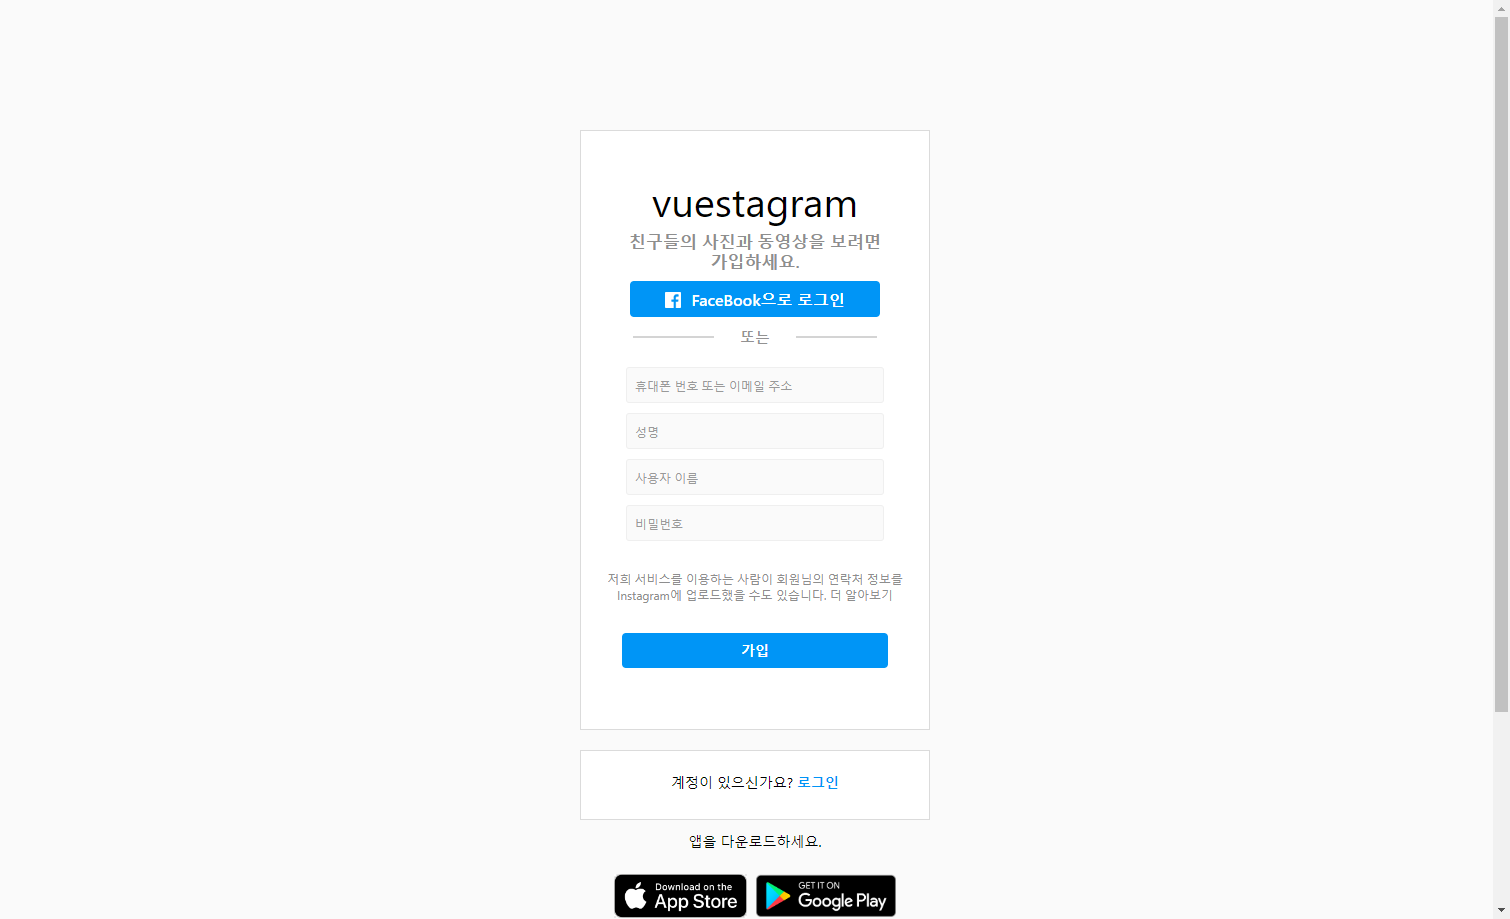 vuestagram
친구들의 사진과 동영상을 보려면
가입하세요.
FaceBook으로 로그인
또는
휴대폰 번호 또는 이메일 주소
성명
사용자 이름
비밀번호
저희 서비스를 이용하는 사람이 회원님의 연락처 정보를
Instagram에 업로드했을 수도 있습니다. 더 알아보기
가입
계정이 있으신가요? 로그인
앱을 다운로드하세요.
Download on the
App Store
GET IT ON
Google Play